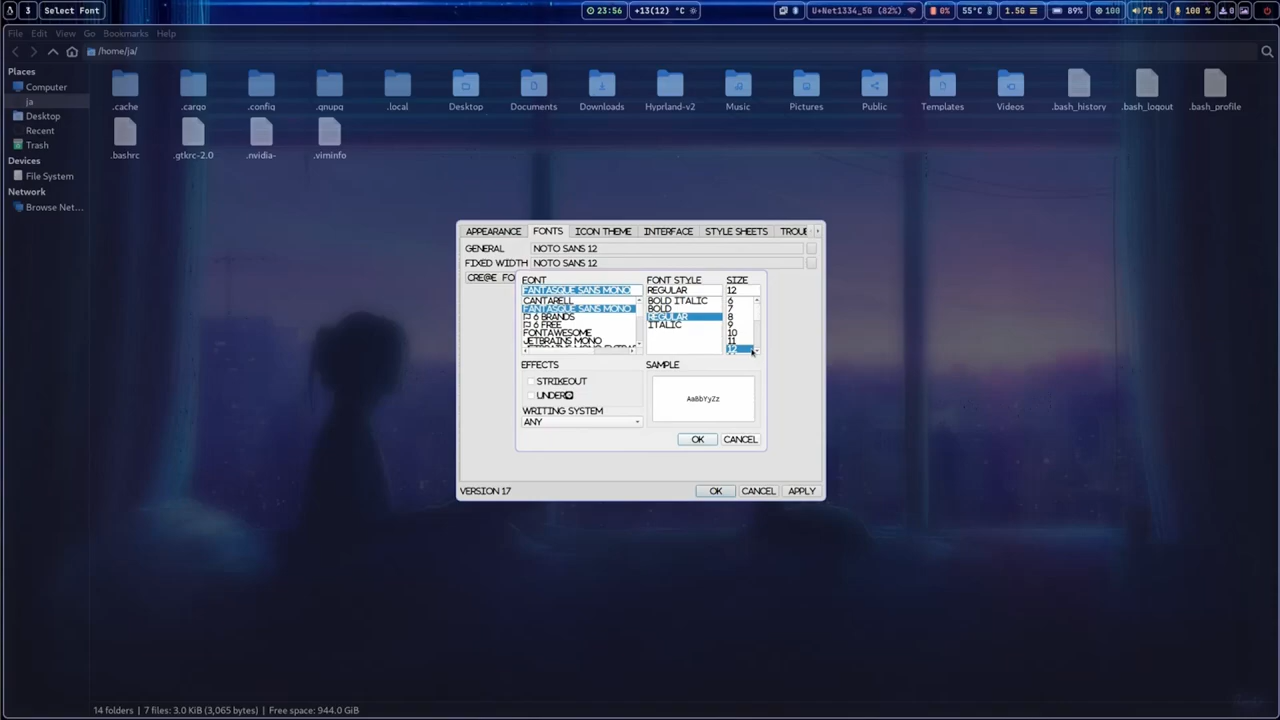 3 Select Font
23:56 +13(12) °C
U+Net1334_5G (82%) 0% 55°C 1.5G 89% 100 75 % 100 % 0
File Edit View Go Bookmarks Help
/home/ja/
Places
Computer
ja
Desktop
Recent
Trash
Devices
File System
Network
Browse Net...
.cache .cargo .config .gnupg .local Desktop Documents Downloads Hyprland-v2 Music Pictures Public Templates Videos .bash_history .bash_logout .bash_profile
.bashrc .gtkrc-2.0 .nvidia- .viminfo
APPEARANCE FONTS ICON THEME INTERFACE STYLE SHEETS TROUB
GENERAL NOTO SANS 12
FIXED WIDTH NOTO SANS 12
FONT FONT STYLE SIZE
FANTASQUE SANS MONO REGULAR 12
CANTARELL BOLD ITALIC 6
FANTASQUE SANS MONO BOLD 7
6 BRANDS REGULAR 8
6 FREE ITALIC 9
FONTAWESOME 10
JETBRAINS MONO 11
12
EFFECTS SAMPLE
STRIKEOUT
AaBbYyZz
WRITING SYSTEM
ANY
OK CANCEL
VERSION 17 OK CANCEL APPLY
14 folders | 7 files: 3.0 KiB (3,065 bytes) | Free space: 944.0 GiB